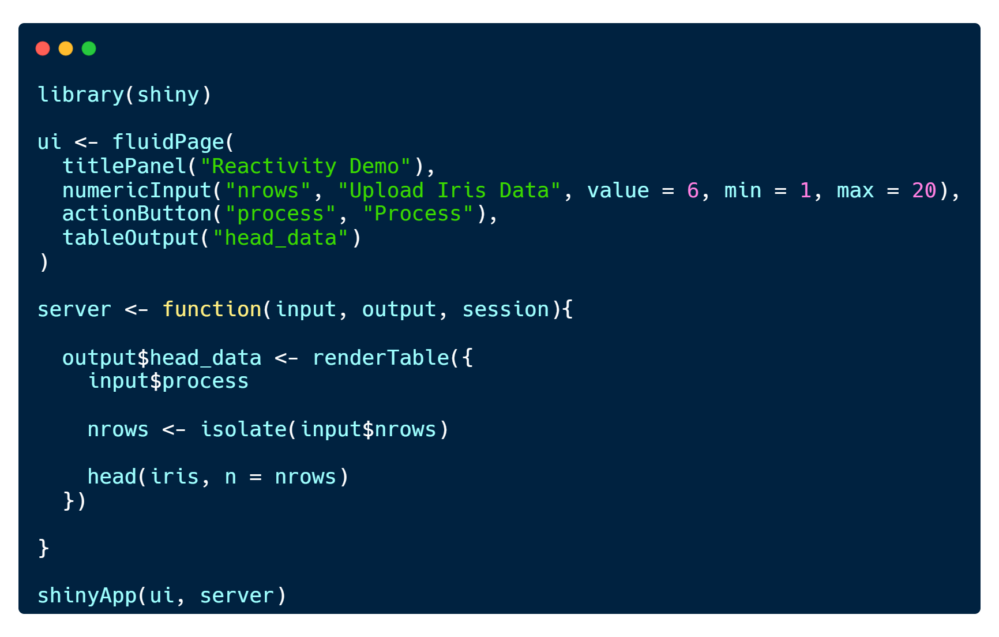 library(shiny)
ui <- fluidPage(
  titlePanel("Reactivity Demo"),
  numericInput("nrows", "Upload Iris Data", value = 6, min = 1, max = 20),
  actionButton("process", "Process"),
  tableOutput("head_data")
)
server <- function(input, output, session){
  output$head_data <- renderTable({
    input$process
    nrows <- isolate(input$nrows)
    head(iris, n = nrows)
  })
}
shinyApp(ui, server)